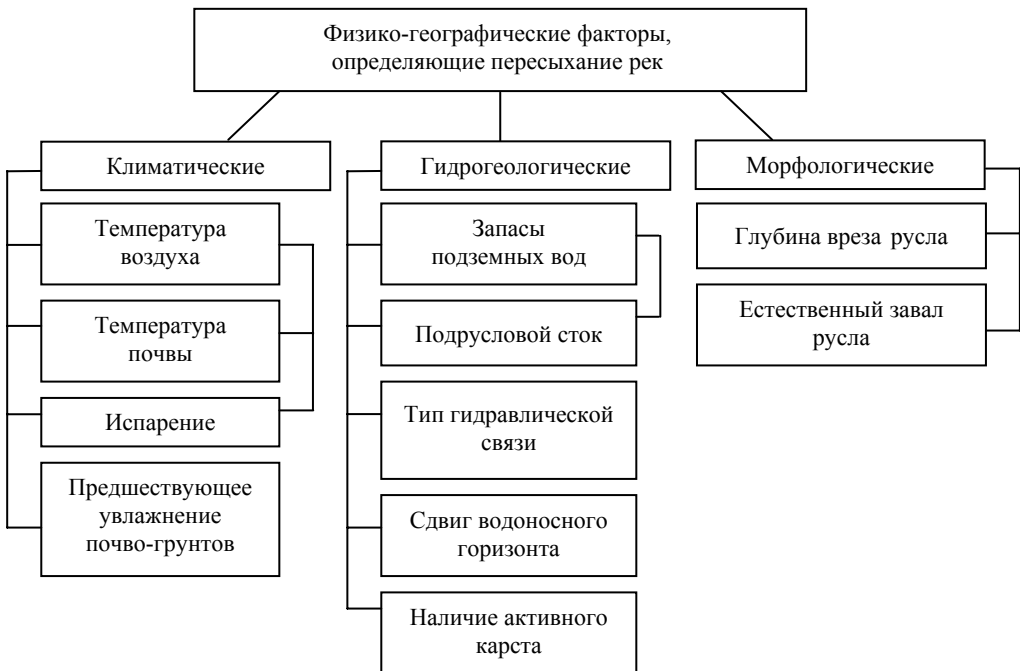 Физико-географические факторы,
определяющие пересыхание рек
Климатические
Температура
воздуха
Температура
почвы
Испарение
Предшествующее
увлажнение
почво-грунтов
Гидрогеологические
Запасы
подземных вод
Подрусловой сток
Тип гидравлической
связи
Сдвиг водоносного
горизонта
Наличие активного
карста
Морфологические
Глубина вреза русла
Естественный завал
русла